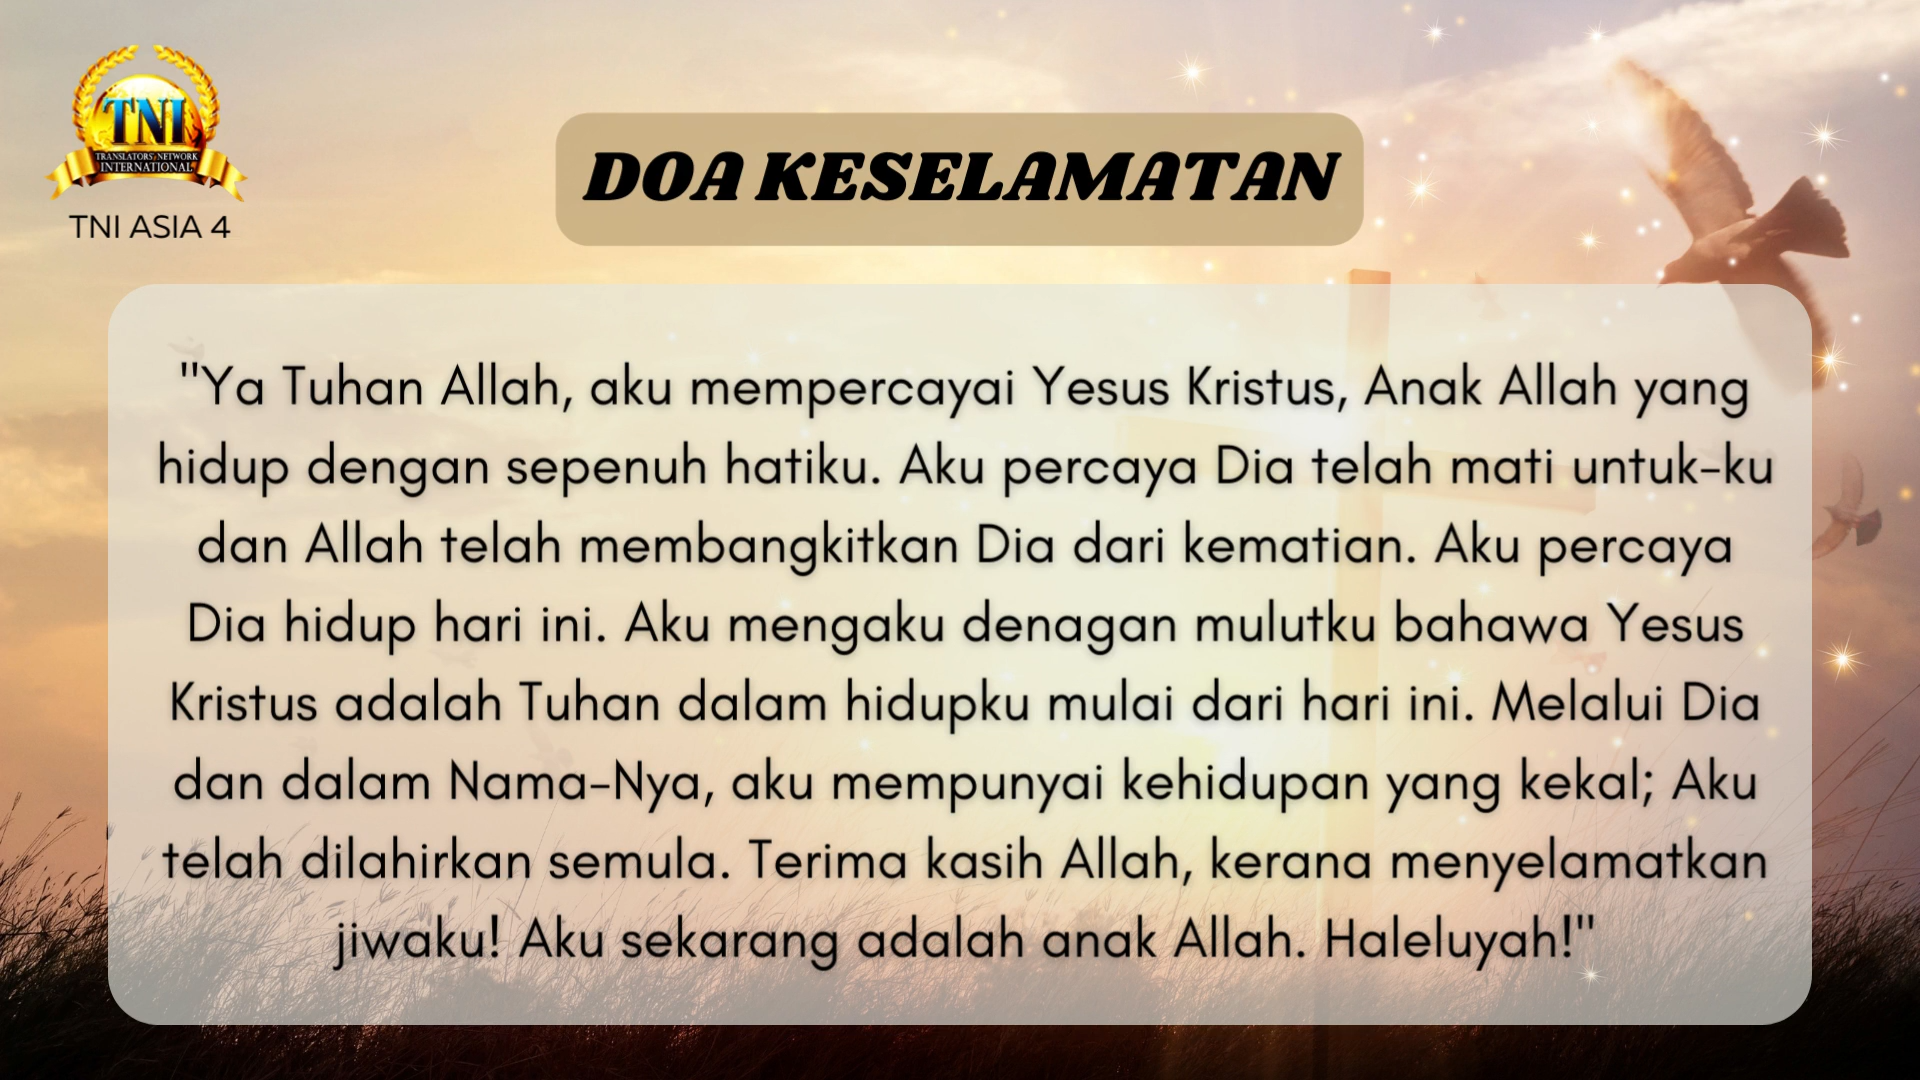 TNI
TRANSLATORS' NETWORK
INTERNATIONAL
TNI ASIA 4
DOA KESELAMATAN
"Ya Tuhan Allah, aku mempercayai Yesus Kristus, Anak Allah yang
hidup dengan sepenuh hatiku. Aku percaya Dia telah mati untuk-ku
dan Allah telah membangkitkan Dia dari kematian. Aku percaya
Dia hidup hari ini. Aku mengaku denagan mulutku bahawa Yesus
Kristus adalah Tuhan dalam hidupku mulai dari hari ini. Melalui Dia
dan dalam Nama-Nya, aku mempunyai kehidupan yang kekal; Aku
telah dilahirkan semula. Terima kasih Allah, kerana menyelamatkan
jiwaku! Aku sekarang adalah anak Allah. Haleluyah!"